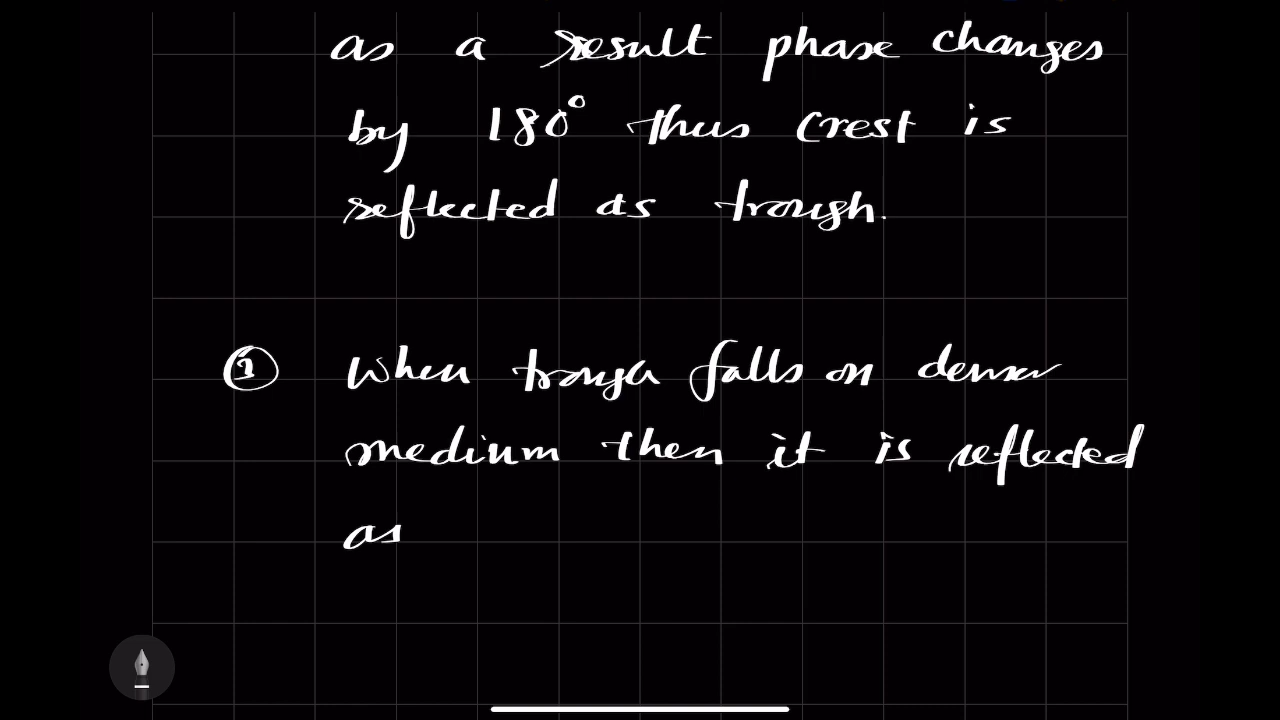 as a result phase changes
by 180° thus crest is
reflected as trough.
When trough falls on denser
medium then it is reflected
as